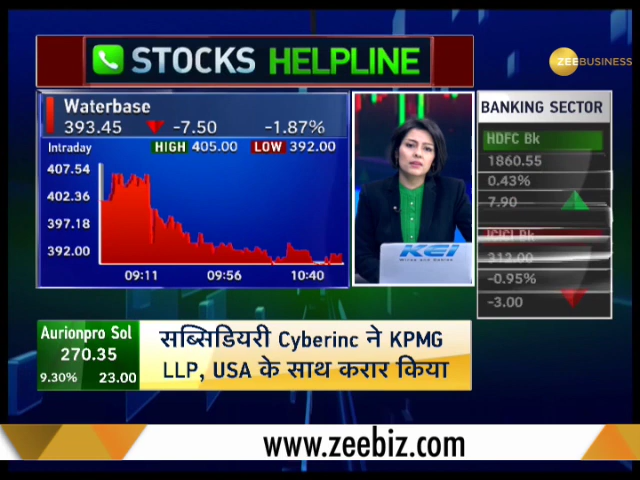 STOCKS HELPLINE
ZEEBUSINESS
Waterbase
393.45 -7.50 -1.87%
Intraday HIGH 405.00 LOW 392.00
407.54
402.36
397.18
392.00
09:11 09:56 10:40
KEI
BANKING SECTOR
HDFC Bk
1860.55
0.43%
7.90
ICICI Bk
312.00
-0.95%
-3.00
Aurionpro Sol
270.35
9.30% 23.00
सब्सिडियरी Cyberinc ने KPMG
LLP, USA के साथ करार किया
www.zeebiz.com